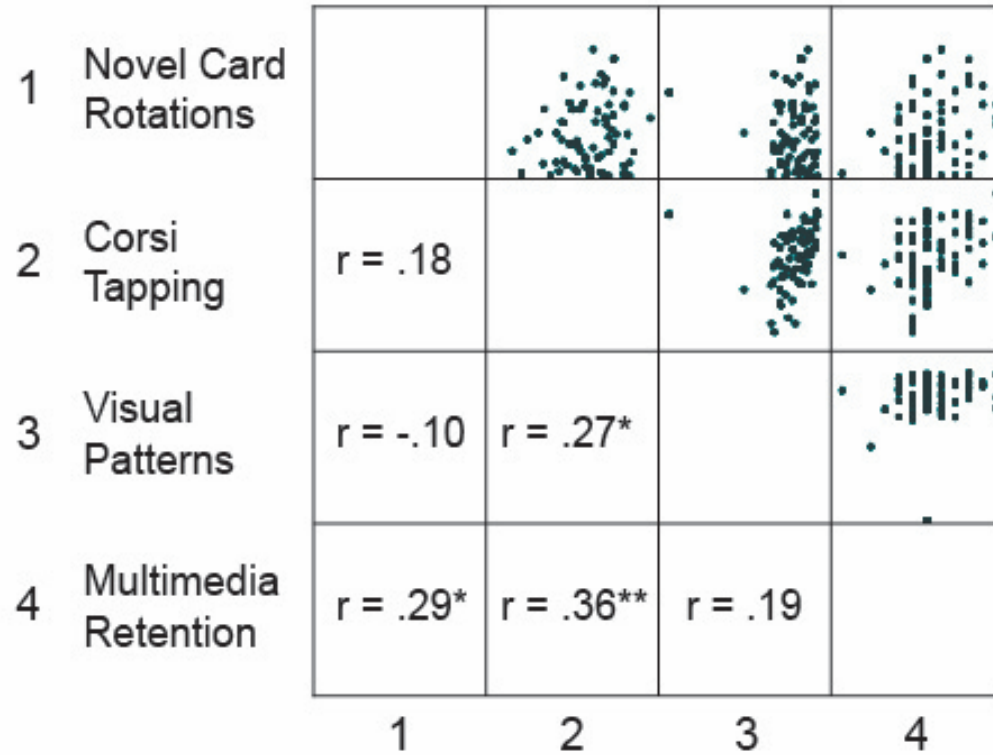 1 Novel Card
Rotations
2 Corsi
Tapping
r = .18
3 Visual
Patterns
r = -.10 r = .27*
4 Multimedia
Retention
r = .29* r = .36** r = .19
1 2 3 4